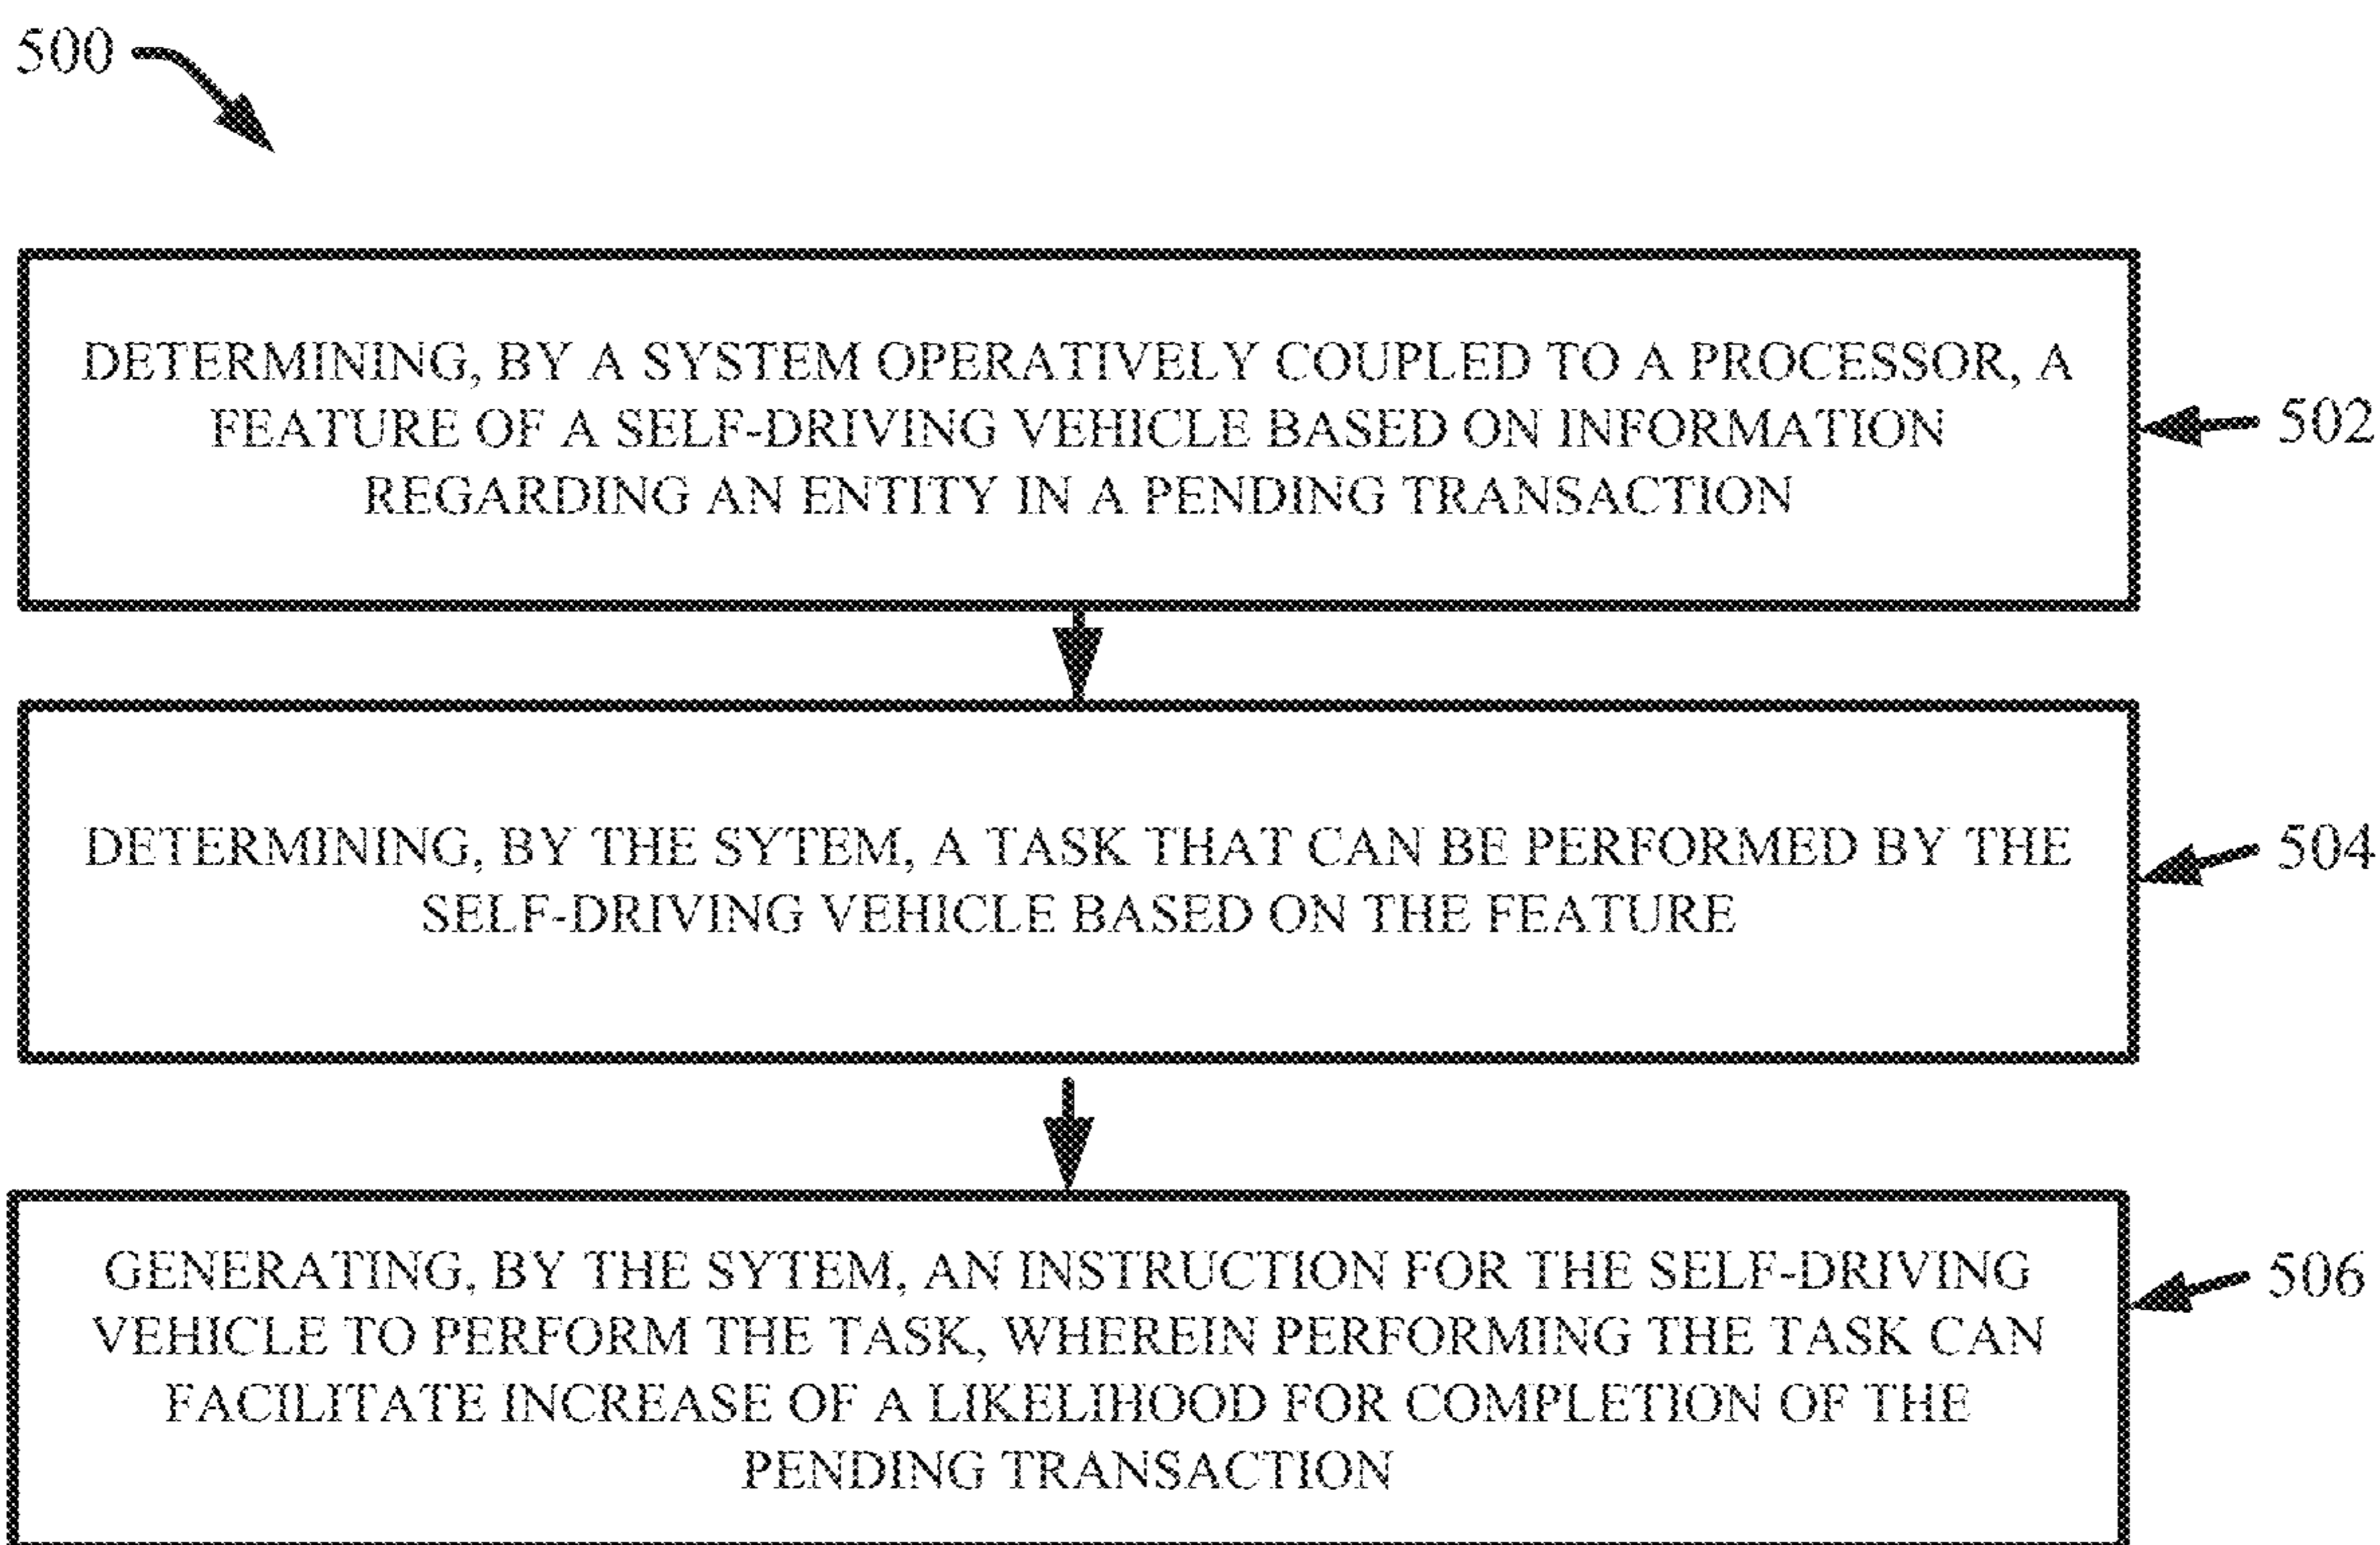 500
DETERMINING, BY A SYSTEM OPERATIVELY COUPLED TO A PROCESSOR, A
FEATURE OF A SELF-DRIVING VEHICLE BASED ON INFORMATION
REGARDING AN ENTITY IN A PENDING TRANSACTION
502
DETERMINING, BY THE SYTEM, A TASK THAT CAN BE PERFORMED BY THE
SELF-DRIVING VEHICLE BASED ON THE FEATURE
504
GENERATING, BY THE SYTEM, AN INSTRUCTION FOR THE SELF-DRIVING
VEHICLE TO PERFORM THE TASK, WHEREIN PERFORMING THE TASK CAN
FACILITATE INCREASE OF A LIKELIHOOD FOR COMPLETION OF THE
PENDING TRANSACTION
506